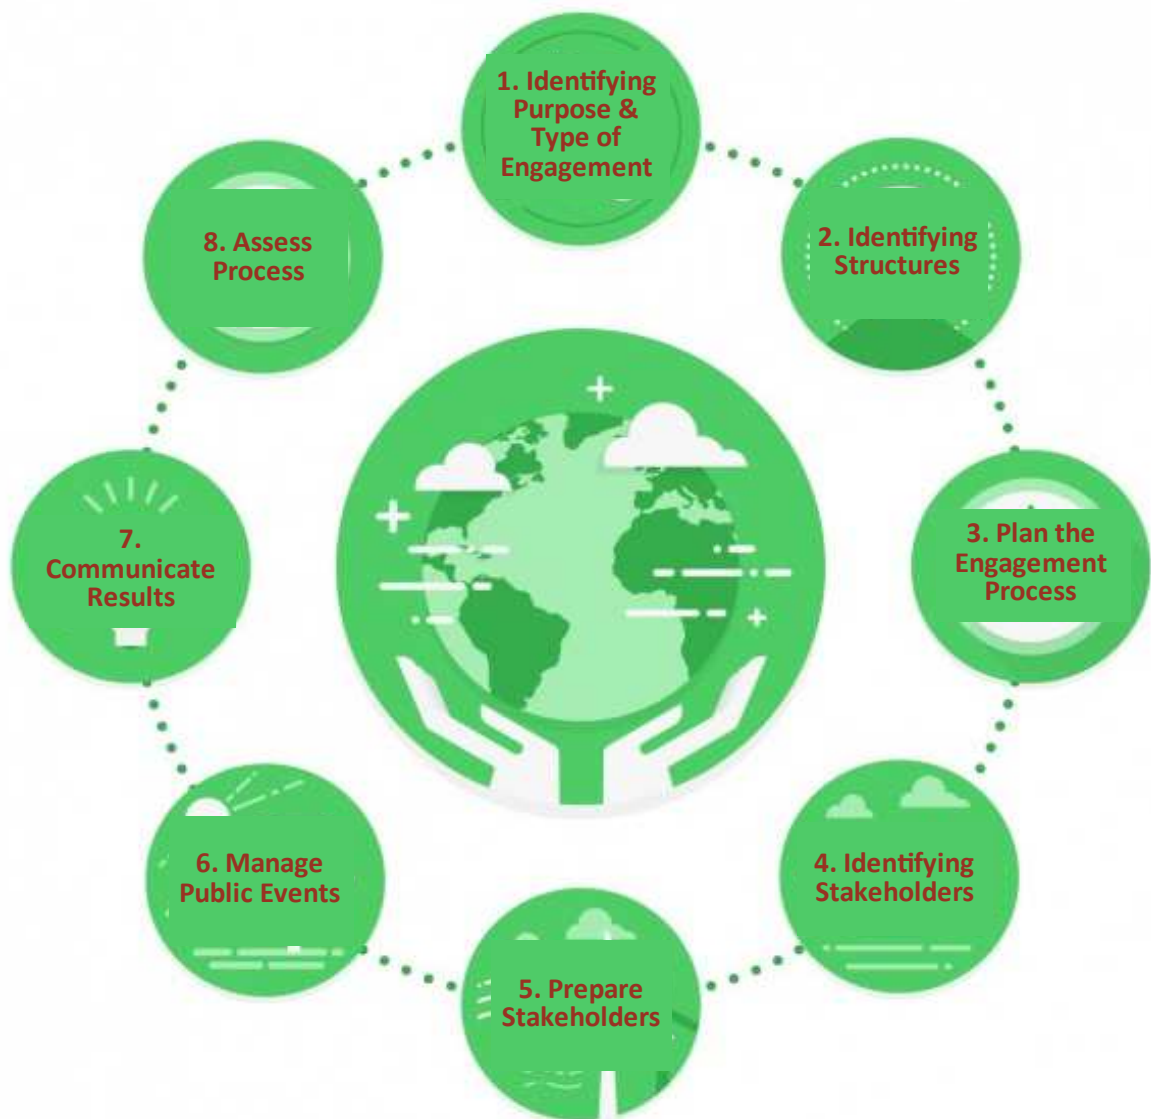 1. Identifying
Purpose &
Type of
Engagement
2. Identifying
Structures
3. Plan the
Engagement
Process
4. Identifying
Stakeholders
5. Prepare
Stakeholders
6. Manage
Public Events
7.
Communicate
Results
8. Assess
Process